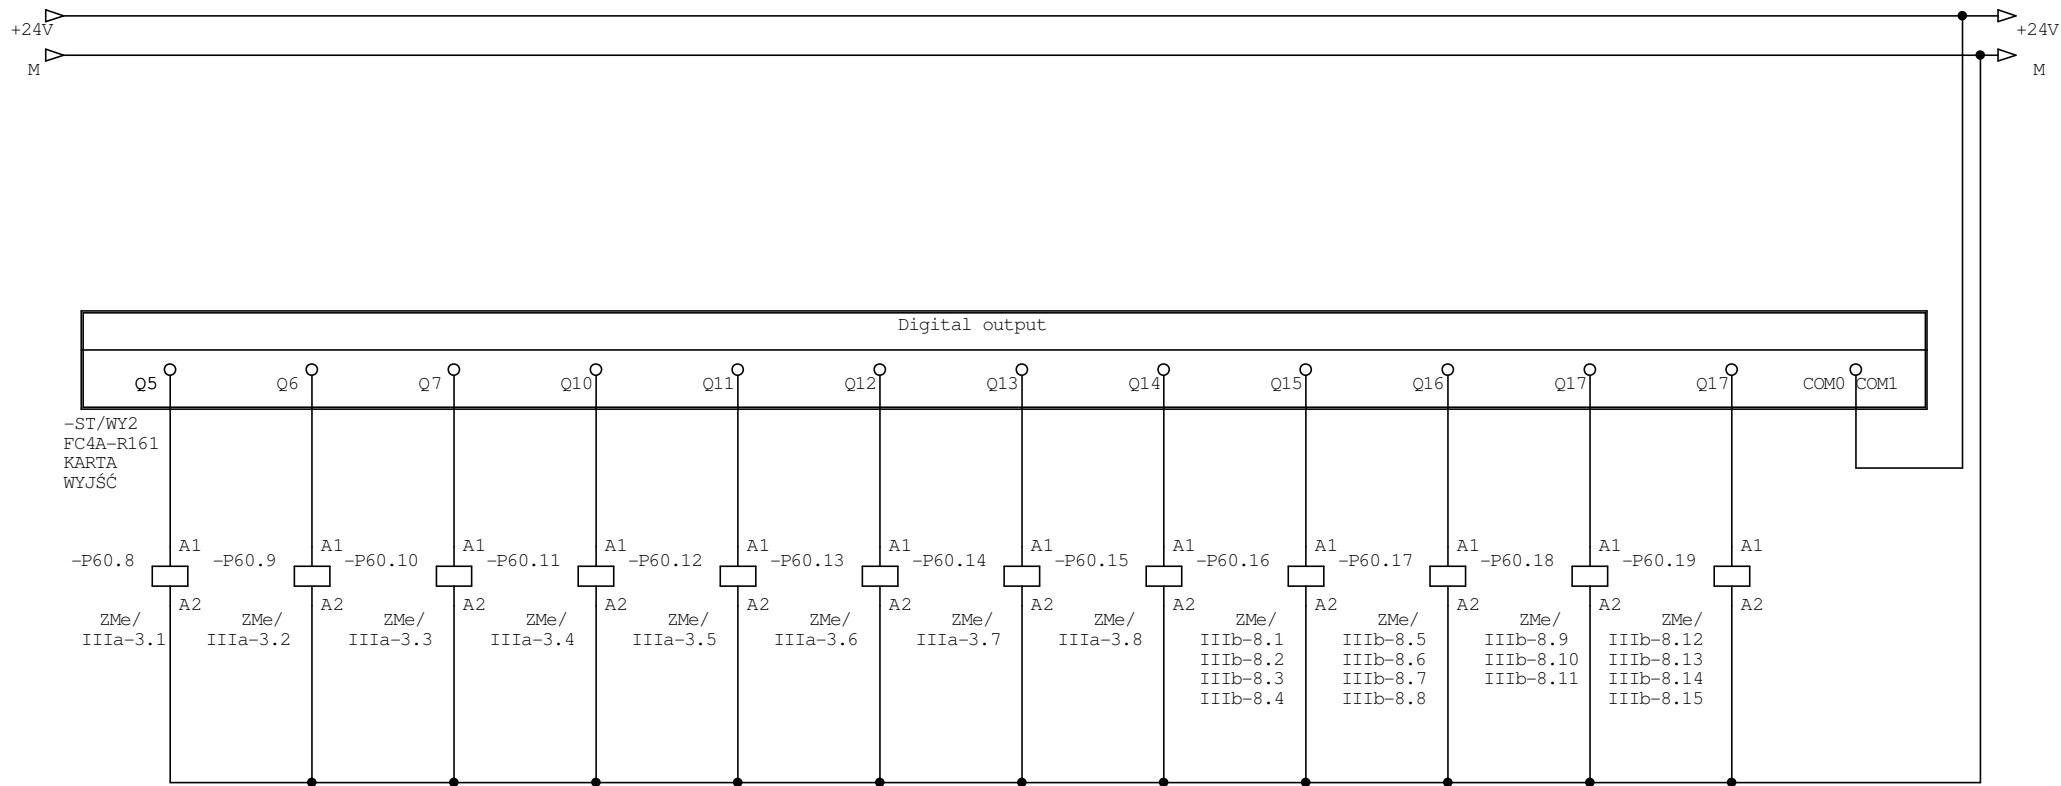 +24V +24V
M M
Digital output
Q5 Q6 Q7 Q10 Q11 Q12 Q13 Q14 Q15 Q16 Q17 Q17 COM0 COM1
-ST/WY2
FC4A-R161
KARTA
WYJŚĆ
A1 A1 A1 A1 A1 A1 A1 A1 A1 A1 A1 A1
-P60.8 -P60.9 -P60.10 -P60.11 -P60.12 -P60.13 -P60.14 -P60.15 -P60.16 -P60.17 -P60.18 -P60.19
A2 A2 A2 A2 A2 A2 A2 A2 A2 A2 A2 A2
ZMe/ ZMe/ ZMe/ ZMe/ ZMe/ ZMe/ ZMe/ ZMe/ ZMe/ ZMe/ ZMe/ ZMe/
IIIa-3.1 IIIa-3.2 IIIa-3.3 IIIa-3.4 IIIa-3.5 IIIa-3.6 IIIa-3.7 IIIa-3.8 IIIb-8.1 IIIb-8.5 IIIb-8.9 IIIb-8.12
IIIb-8.2 IIIb-8.6 IIIb-8.10 IIIb-8.13
IIIb-8.3 IIIb-8.7 IIIb-8.11 IIIb-8.14
IIIb-8.4 IIIb-8.8 IIIb-8.15